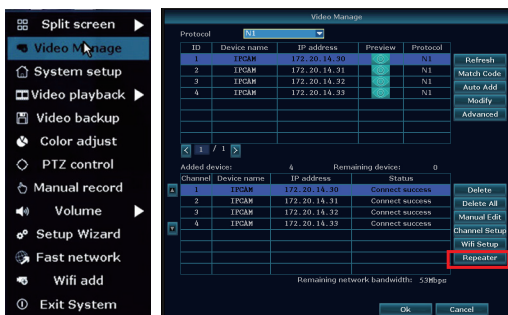 Split screen
Video Manage
System setup
Video playback
Video backup
Color adjust
PTZ control
Manual record
Volume
Setup Wizard
Fast network
Wifi add
Exit System
Video Manage
Protocol N1
ID Device name IP address Preview Protocol
1 IPCAM 172.20.14.30 N1
2 IPCAM 172.20.14.31 N1
3 IPCAM 172.20.14.32 N1
4 IPCAM 172.20.14.33 N1
Refresh
Match Code
Auto Add
Modify
Advanced
< 1 / 1 >
Added device: 4 Remaining device: 0
Channel Device name IP address Status
1 IPCAM 172.20.14.30 Connect success
2 IPCAM 172.20.14.31 Connect success
3 IPCAM 172.20.14.32 Connect success
4 IPCAM 172.20.14.33 Connect success
Delete
Delete All
Manual Edit
Channel Setup
Wifi Setup
Repeater
Remaining network bandwidth: 53Mbps
Ok Cancel